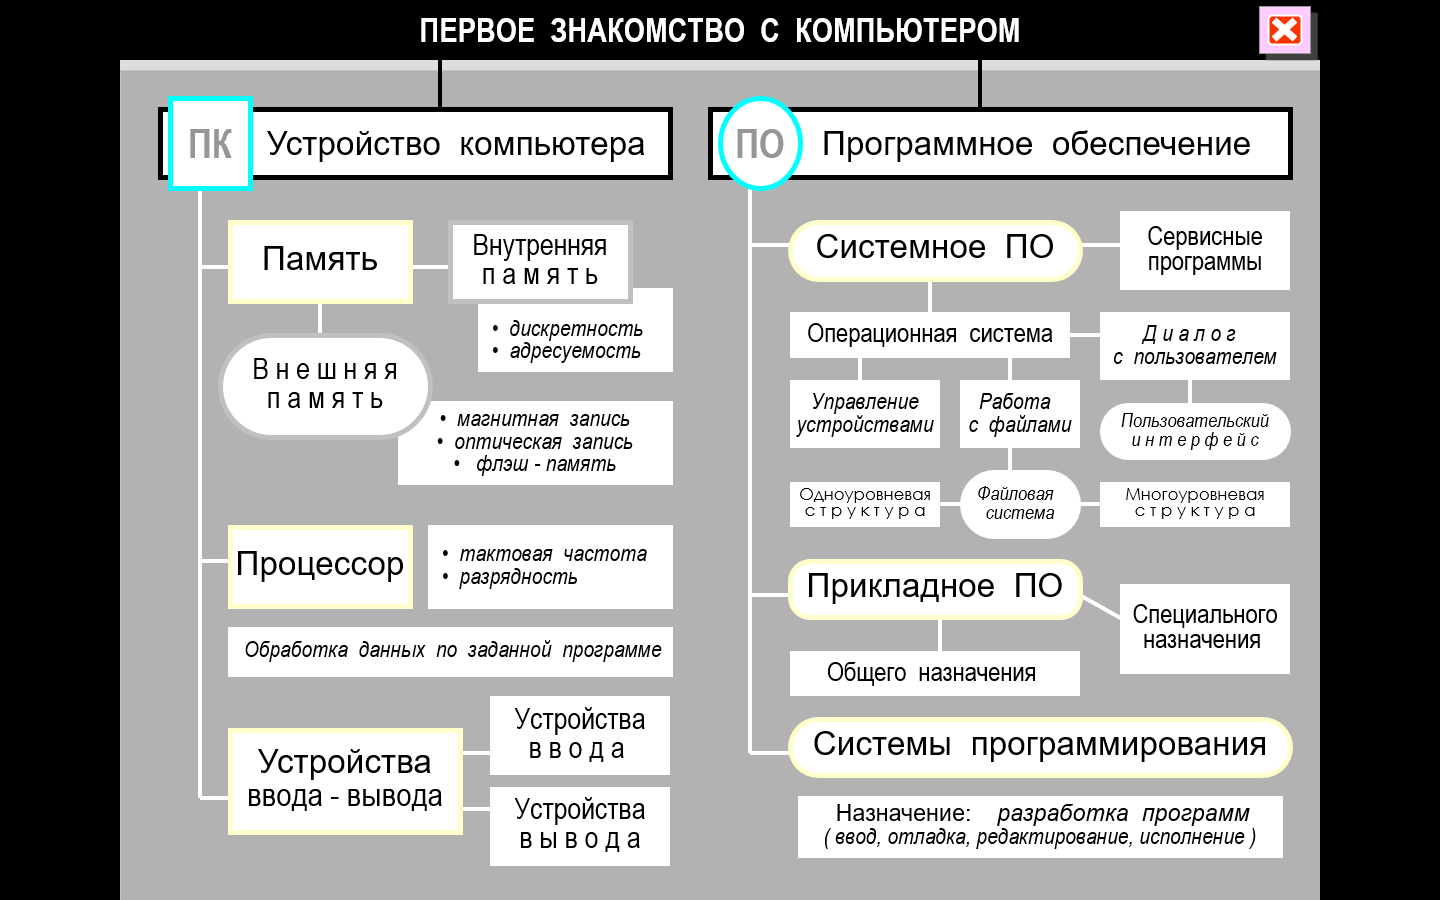 ПЕРВОЕ ЗНАКОМСТВО С КОМПЬЮТЕРОМ
ПК
Устройство компьютера
Память
Внутренняя
память
• дискретность
• адресуемость
Внешняя
память
• магнитная запись
• оптическая запись
• флэш - память
Процессор
• тактовая частота
• разрядность
Обработка данных по заданной программе
Устройства
ввода - вывода
Устройства
ввода
Устройства
вывода
ПО
Программное обеспечение
Системное ПО
Сервисные
программы
Операционная система
Диалог
с пользователем
Управление
устройствами
Работа
с файлами
Пользовательский
интерфейс
Одноуровневая
структура
Файловая
система
Многоуровневая
структура
Прикладное ПО
Специального
назначения
Общего назначения
Системы программирования
Назначение: разработка программ
( ввод, отладка, редактирование, исполнение )